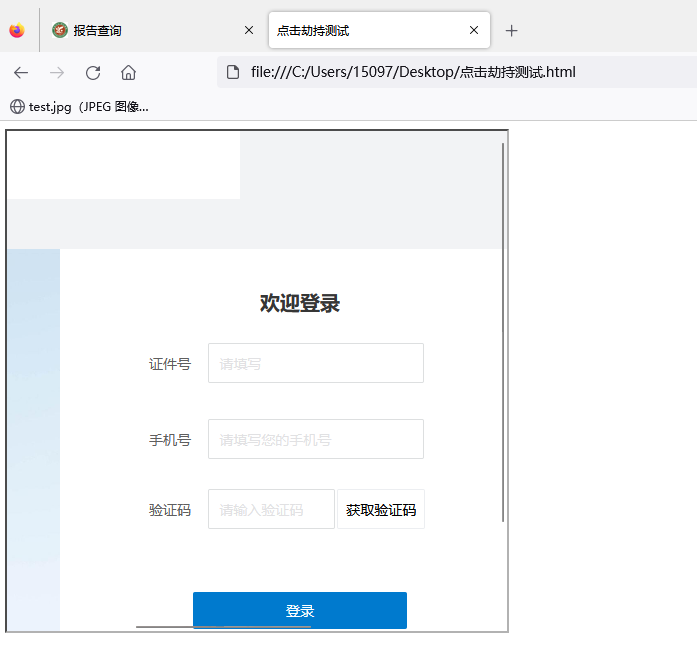 报告查询
点击劫持测试
file:///C:/Users/15097/Desktop/点击劫持测试.html
test.jpg（JPEG 图像...
欢迎登录
证件号 请填写
手机号 请填写您的手机号
验证码 请输入验证码 获取验证码
登录